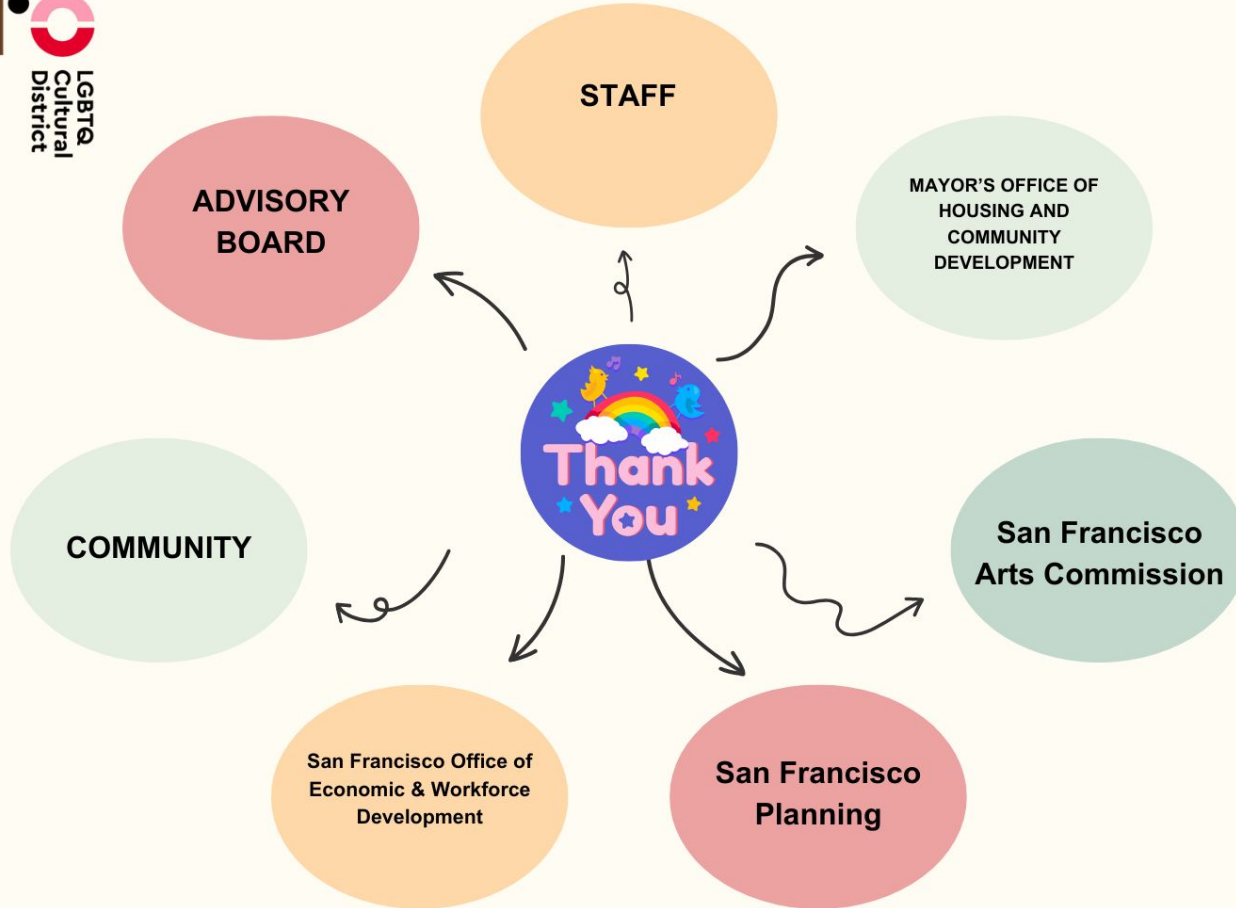 LGBTQ
Cultural
District
STAFF
ADVISORY
BOARD
MAYOR’S OFFICE OF
HOUSING AND
COMMUNITY
DEVELOPMENT
Thank
You
COMMUNITY
San Francisco
Arts Commission
San Francisco Office of
Economic & Workforce
Development
San Francisco
Planning